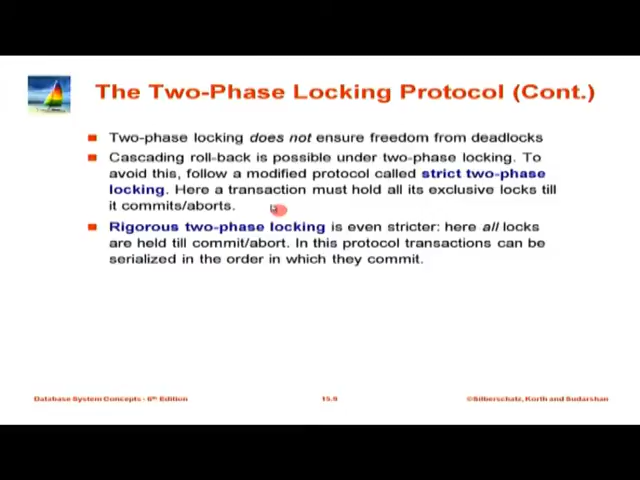 The Two-Phase Locking Protocol (Cont.)
Two-phase locking does not ensure freedom from deadlocks
Cascading roll-back is possible under two-phase locking. To
avoid this, follow a modified protocol called strict two-phase
locking. Here a transaction must hold all its exclusive locks till
it commits/aborts.
Rigorous two-phase locking is even stricter: here all locks
are held till commit/abort. In this protocol transactions can be
serialized in the order in which they commit.
Database System Concepts - 6th Edition
15.9
©Silberschatz, Korth and Sudarshan